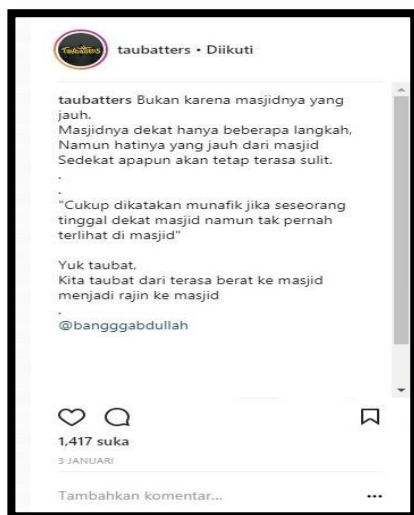 Taubatters
taubatters • Diikuti
taubatters Bukan karena masjidnya yang
jauh.
Masjidnya dekat hanya beberapa langkah,
Namun hatinya yang jauh dari masjid
Sedekat apapun akan tetap terasa sulit.
.
.
"Cukup dikatakan munafik jika seseorang
tinggal dekat masjid namun tak pernah
terlihat di masjid"
Yuk taubat,
Kita taubat dari terasa berat ke masjid
menjadi rajin ke masjid
.
@bangggabdullah
1,417 suka
3 JANUARI
Tambahkan komentar...